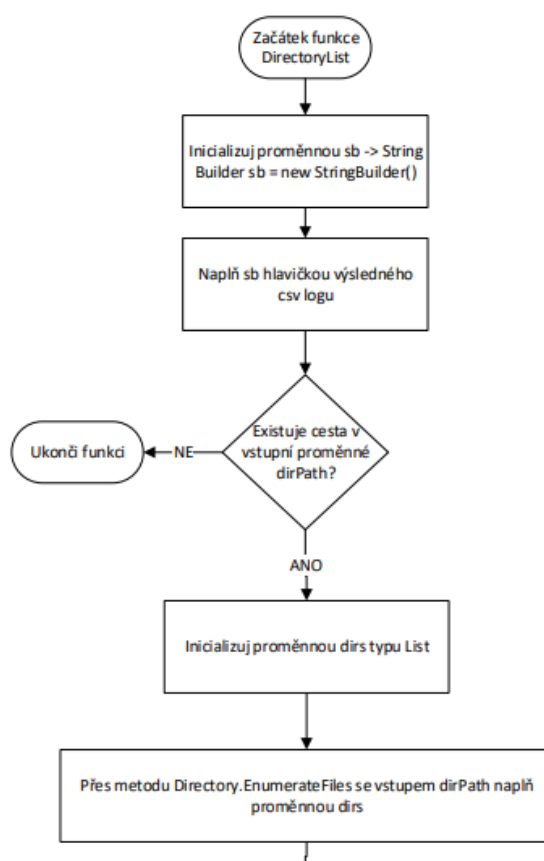 Začátek funkce
DirectoryList
Inicializuj proměnnou sb -> String
Builder sb = new StringBuilder()
Naplň sb hlavičkou výsledného
csv logu
Existuje cesta v
vstupní proměnné
dirPath?
NE
Ukonči funkci
ANO
Inicializuj proměnnou dirs typu List
Přes metodu Directory.EnumerateFiles se vstupem dirPath naplň
proměnnou dirs